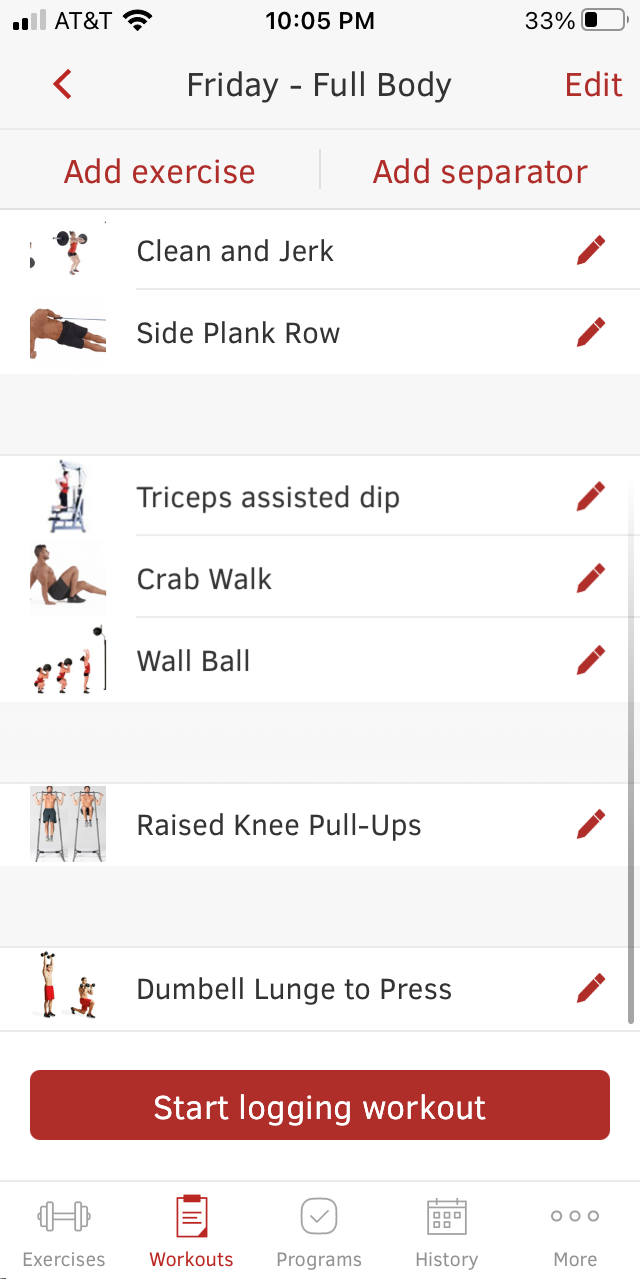 AT&T 10:05 PM 33%
Friday - Full Body Edit
Add exercise Add separator
Clean and Jerk
Side Plank Row
Triceps assisted dip
Crab Walk
Wall Ball
Raised Knee Pull-Ups
Dumbell Lunge to Press
Start logging workout
Exercises Workouts Programs History More